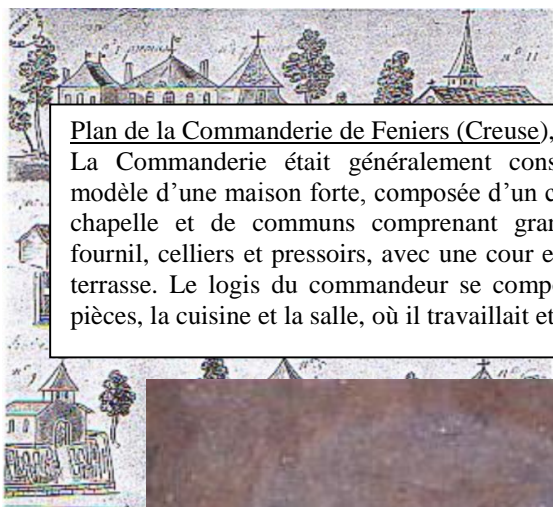 n° II
Plan de la Commanderie de Feniers (Creuse),
La Commanderie était généralement cons
modèle d'une maison forte, composée d'un c
chapelle et de communs comprenant gran
fournil, celliers et pressoirs, avec une cour e
terrasse. Le logis du commandeur se comp
pièces, la cuisine et la salle, où il travaillait et